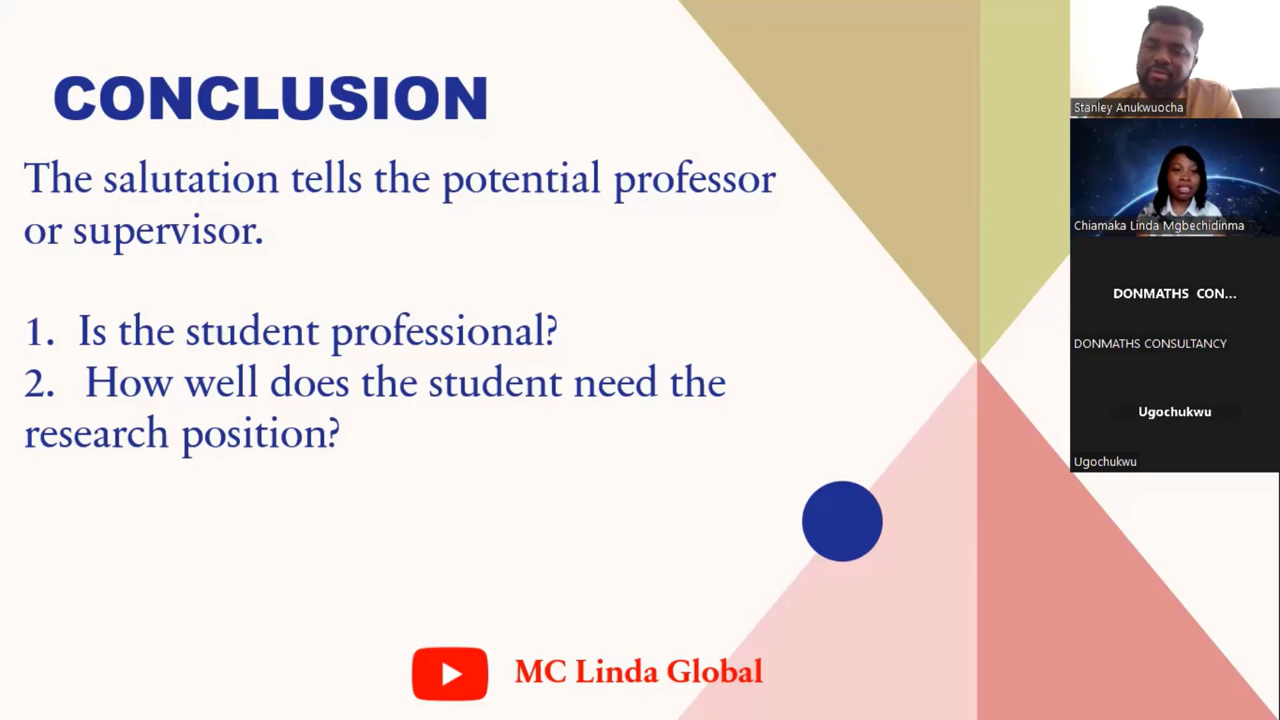 CONCLUSION
The salutation tells the potential professor
or supervisor.
1. Is the student professional?
2. How well does the student need the
research position?
MC Linda Global
Stanley Anukwuocha
Chiamaka Linda Mgbechidinma
DONMATHS CON...
DONMATHS CONSULTANCY
Ugochukwu
Ugochukwu